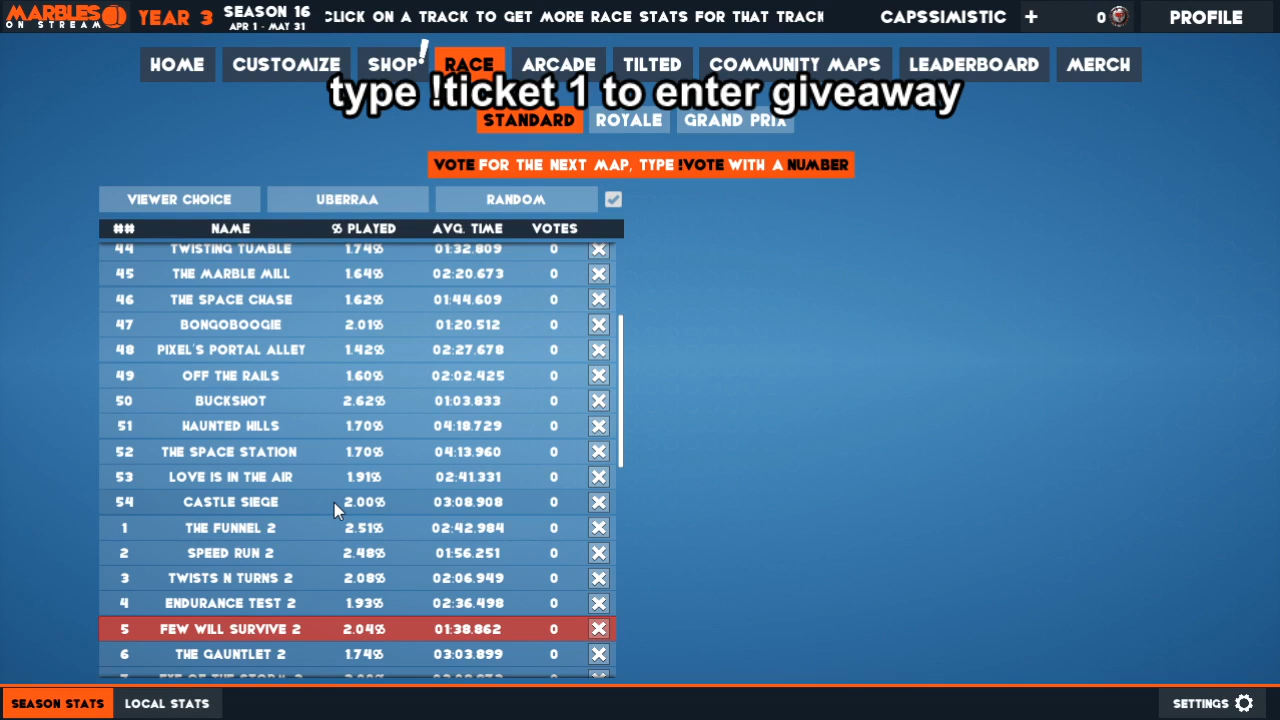 MARBLES
ON STREAM
YEAR 3
SEASON 16
APR 1 - MAY 31
CLICK ON A TRACK TO GET MORE RACE STATS FOR THAT TRACK
CAPSSIMISTIC + 0 PROFILE
HOME CUSTOMIZE SHOP! RACE ARCADE TILTED COMMUNITY MAPS LEADERBOARD MERCH
type !ticket 1 to enter giveaway
STANDARD ROYALE GRAND PRIX
VOTE FOR THE NEXT MAP, TYPE !VOTE WITH A NUMBER
VIEWER CHOICE UBERRAA RANDOM
## NAME % PLAYED AVG. TIME VOTES
44 TWISTING TUMBLE 1.74% 01:32.809 0
45 THE MARBLE MILL 1.64% 02:20.673 0
46 THE SPACE CHASE 1.62% 01:44.609 0
47 BONGOBOOGIE 2.01% 01:20.512 0
48 PIXEL'S PORTAL ALLEY 1.42% 02:27.678 0
49 OFF THE RAILS 1.60% 02:02.425 0
50 BUCKSHOT 2.62% 01:03.833 0
51 HAUNTED HILLS 1.70% 04:18.729 0
52 THE SPACE STATION 1.70% 04:13.960 0
53 LOVE IS IN THE AIR 1.91% 02:41.331 0
54 CASTLE SIEGE 2.00% 03:08.908 0
1 THE FUNNEL 2 2.51% 02:42.984 0
2 SPEED RUN 2 2.48% 01:56.251 0
3 TWISTS N TURNS 2 2.08% 02:06.949 0
4 ENDURANCE TEST 2 1.93% 02:36.498 0
5 FEW WILL SURVIVE 2 2.04% 01:38.862 0
6 THE GAUNTLET 2 1.74% 03:03.899 0
SEASON STATS LOCAL STATS SETTINGS